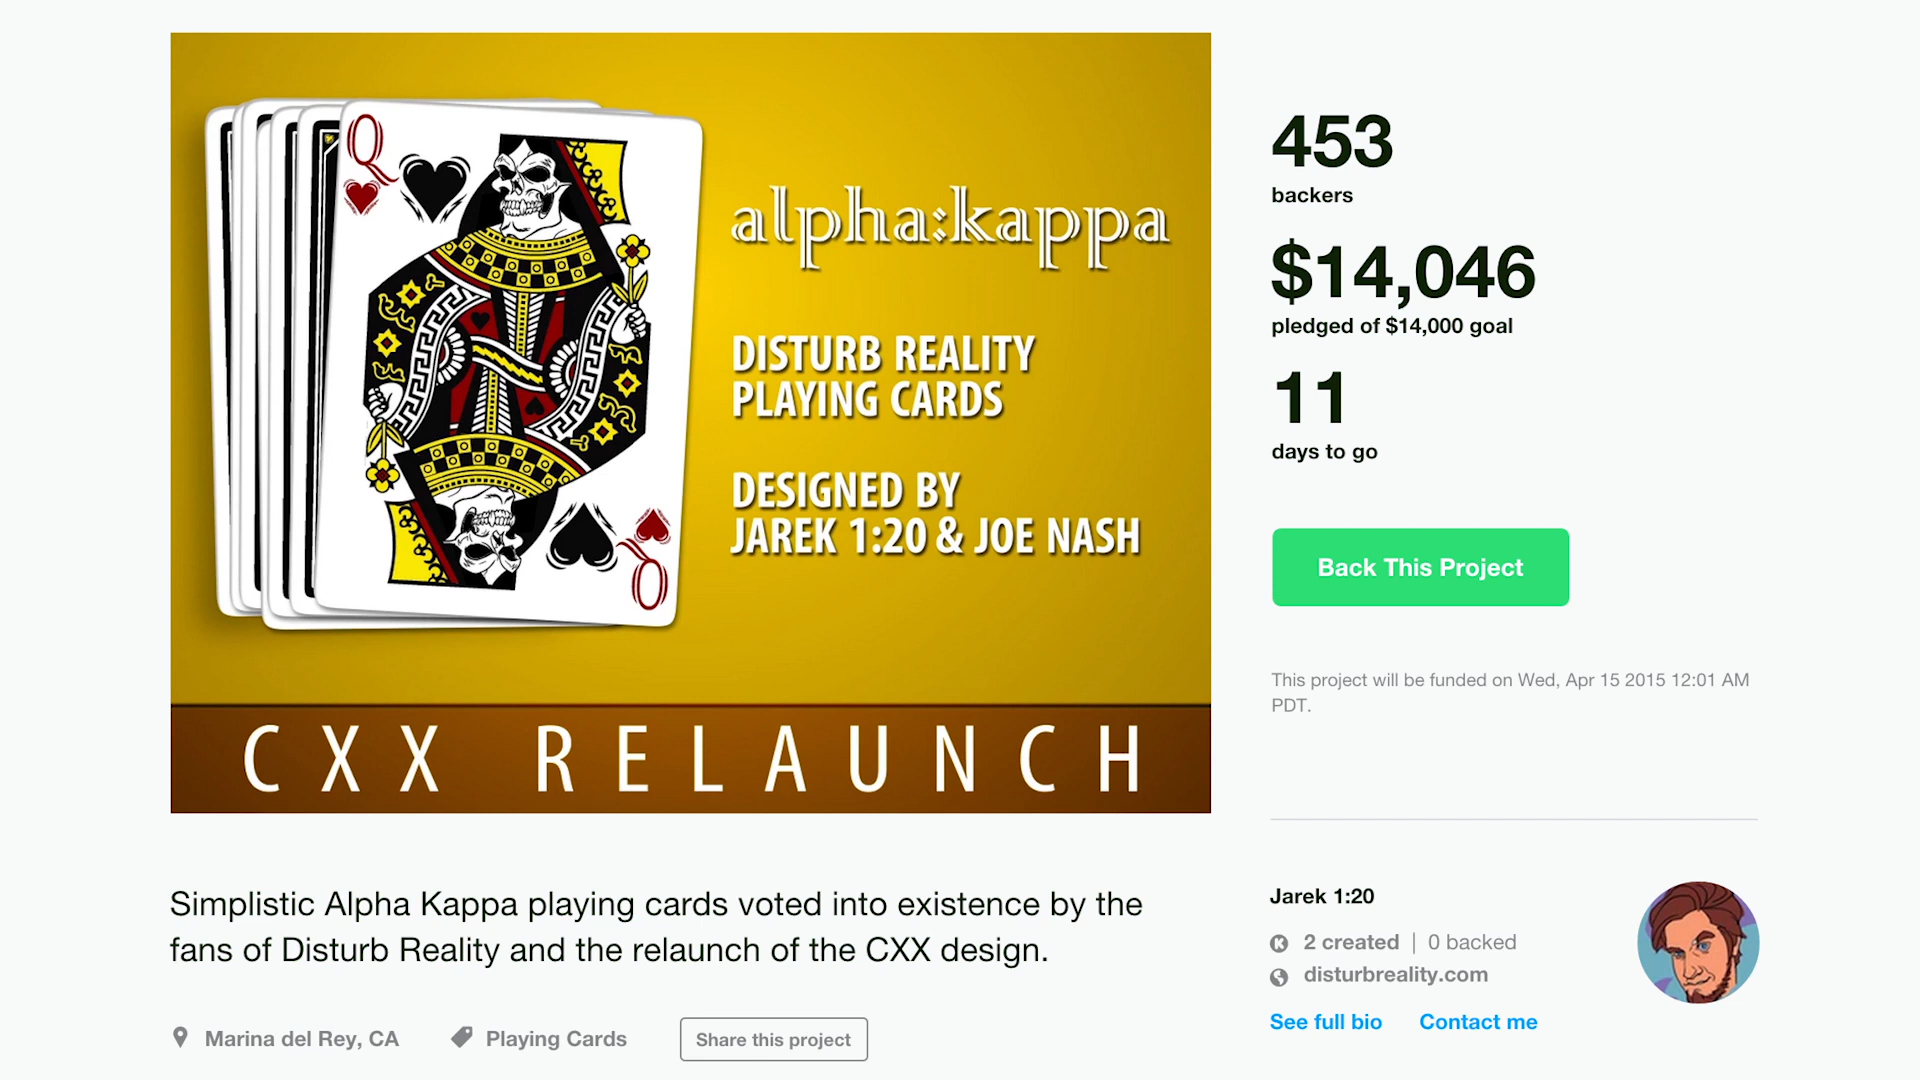 Q
alpha:kappa
DISTURB REALITY
PLAYING CARDS
DESIGNED BY
JAREK 1:20 & JOE NASH
Q
CXX RELAUNCH
453
backers
$14,046
pledged of $14,000 goal
11
days to go
Back This Project
This project will be funded on Wed, Apr 15 2015 12:01 AM
PDT.
Simplistic Alpha Kappa playing cards voted into existence by the
fans of Disturb Reality and the relaunch of the CXX design.
Marina del Rey, CA
Playing Cards
Share this project
Jarek 1:20
2 created | 0 backed
disturbreality.com
See full bio
Contact me